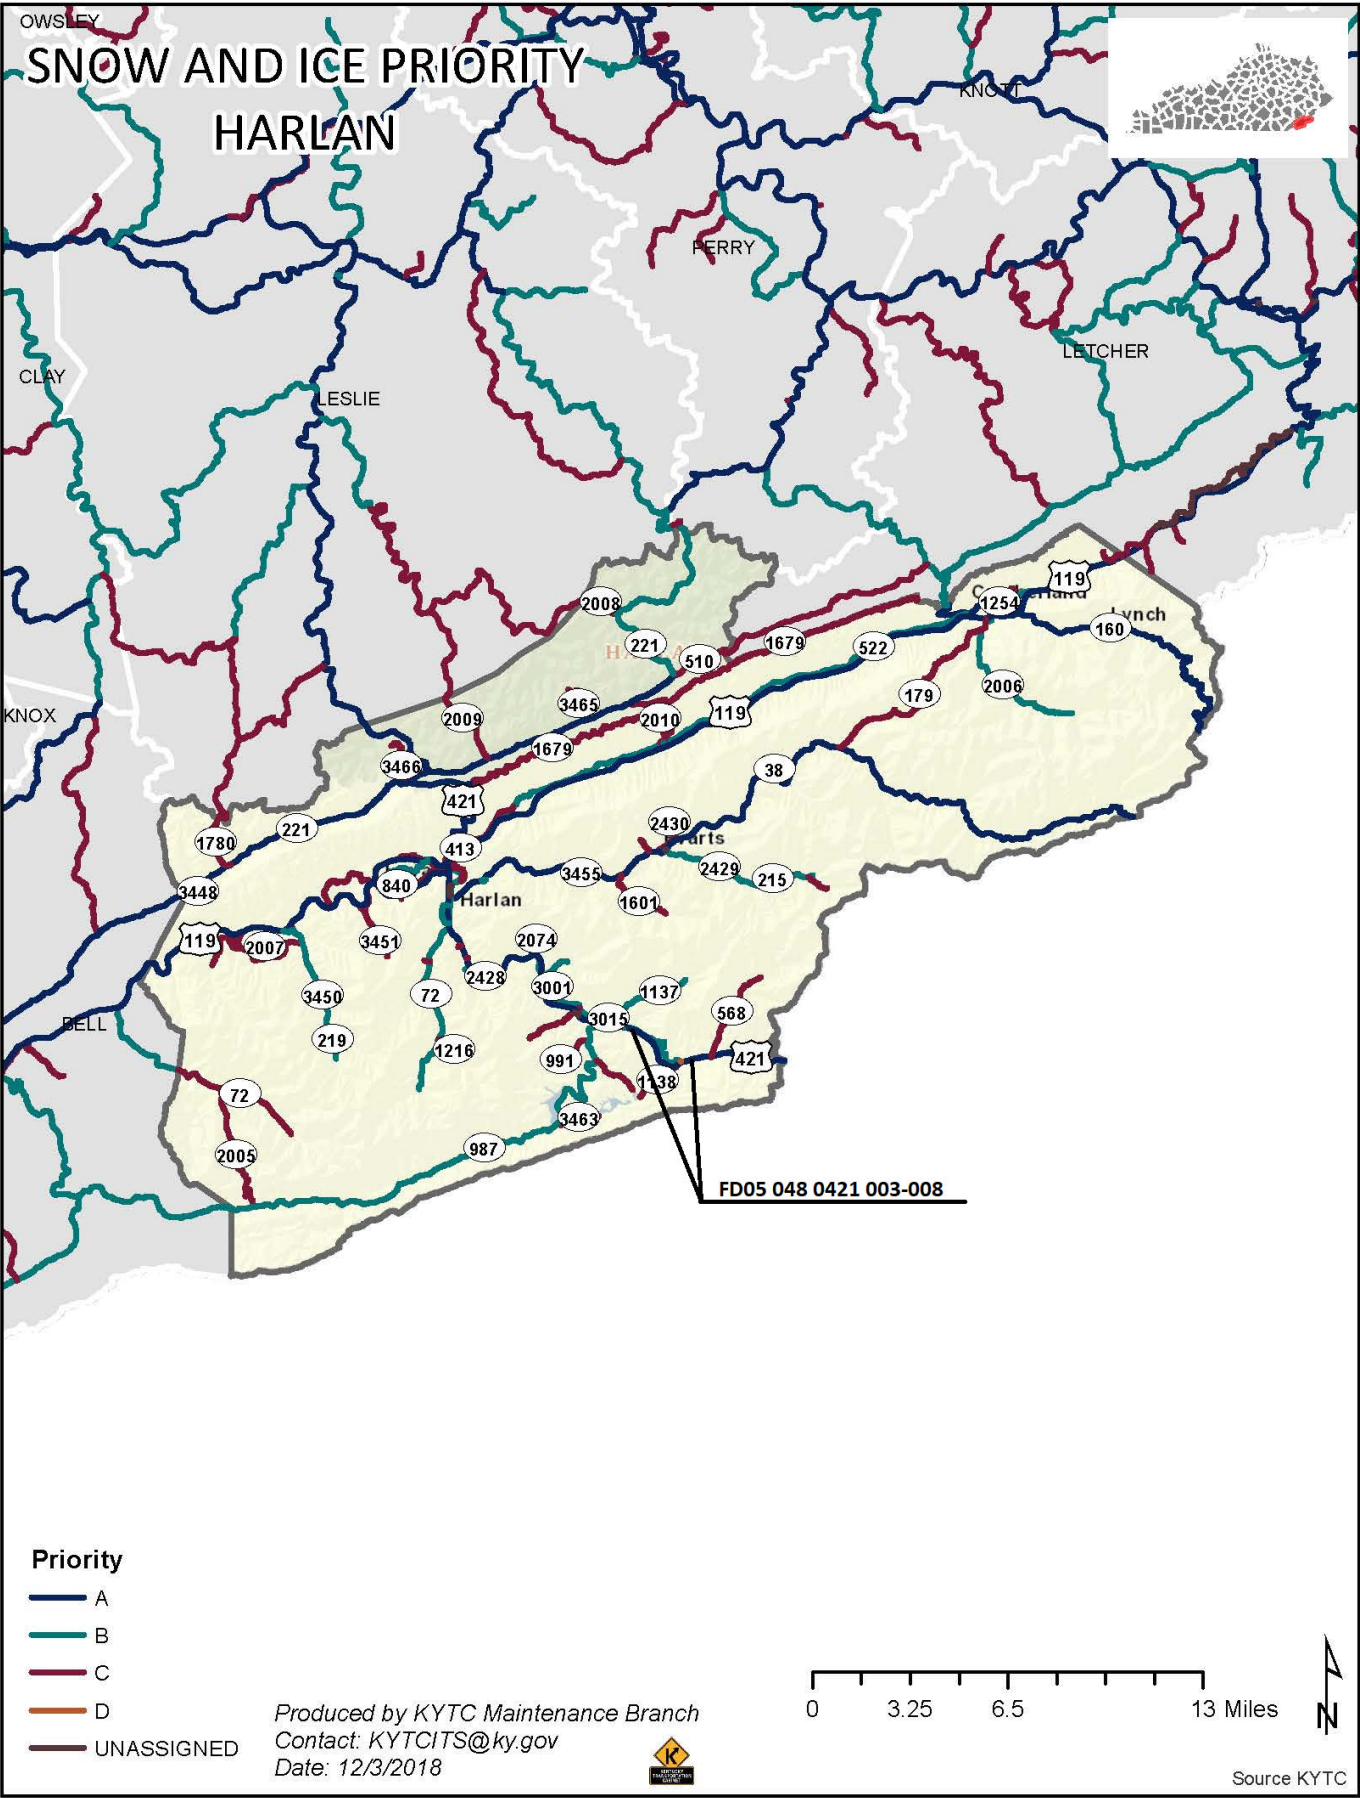 OWSLEY
SNOW AND ICE PRIORITY
HARLAN
KNOTT
PERRY
LETCHER
CLAY
LESLIE
KNOX
BELL
119
1254
Lynch
160
2008
221
510
1679
522
179
2006
3465
2010
119
2009
1679
3466
38
421
221
1780
413
2430
3448
840
3455
2429
215
1601
Harlan
119
2007
3451
2074
2428
3001
3450
72
1137
568
3015
219
1216
991
421
1138
72
3463
987
2005
FD05 048 0421 003-008
Priority
A
B
C
D
UNASSIGNED
Produced by KYTC Maintenance Branch
Contact: KYTCITS@ky.gov
Date: 12/3/2018
0 3.25 6.5 13 Miles
N
Source KYTC